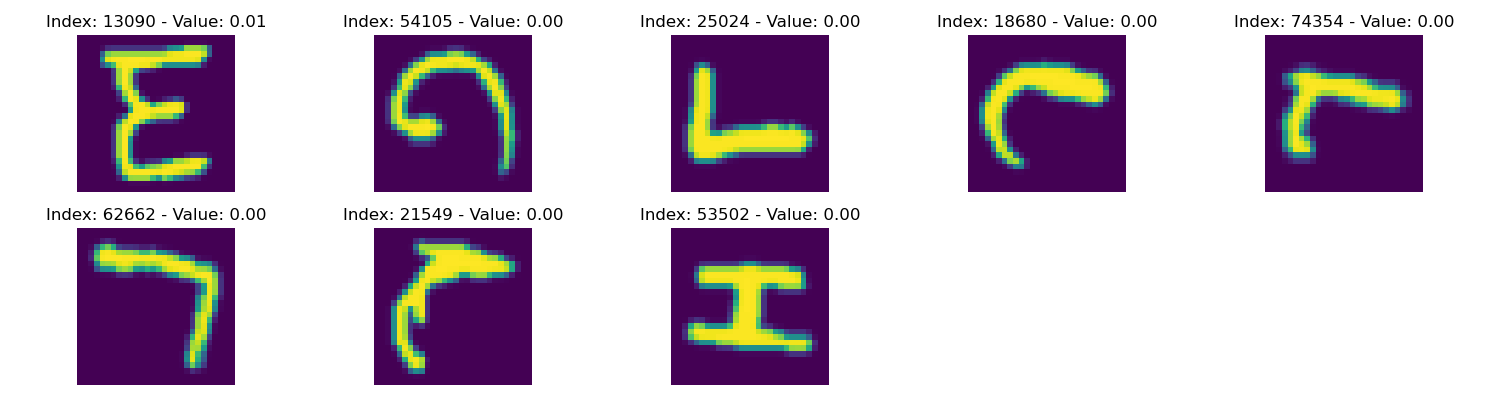 Index: 13090 - Value: 0.01 Index: 54105 - Value: 0.00 Index: 25024 - Value: 0.00 Index: 18680 - Value: 0.00 Index: 74354 - Value: 0.00
E L
Index: 62662 - Value: 0.00 Index: 21549 - Value: 0.00 Index: 53502 - Value: 0.00
I